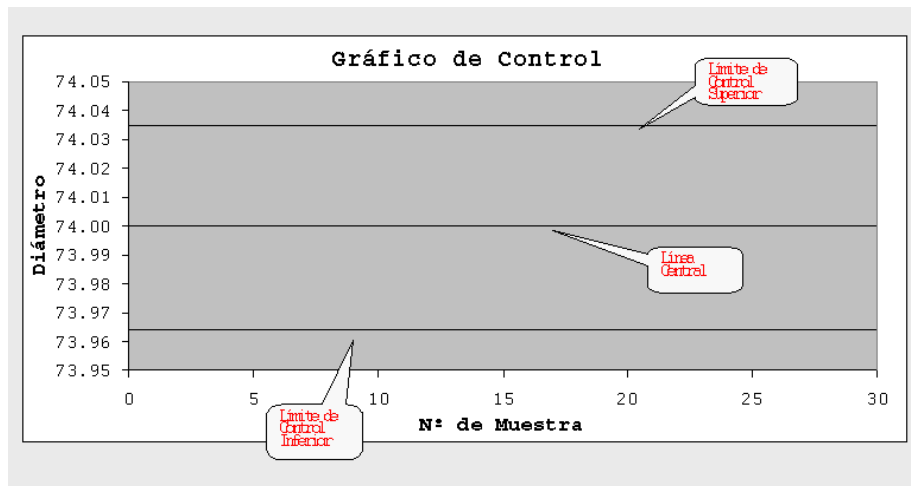 Gráfico de Control
Límite de
Control
Superior
74.05
74.04
74.03
74.02
74.01
74.00
73.99
73.98
73.97
73.96
73.95
Diámetro
Línea
Central
0 5 10 15 20 25 30
Límite de
Control
Inferior
Nº de Muestra